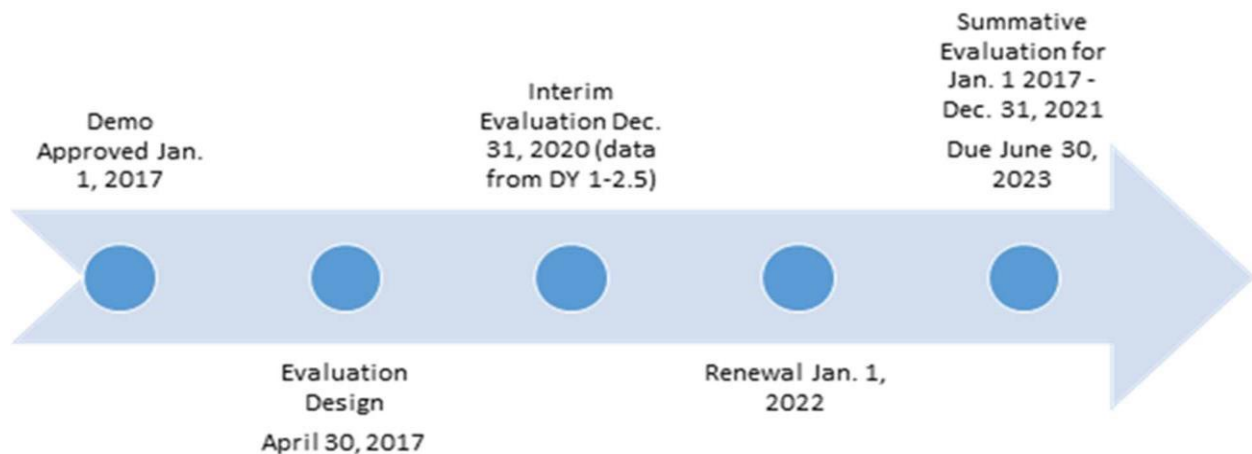 Demo
Approved Jan.
1, 2017
Evaluation
Design
April 30, 2017
Interim
Evaluation Dec.
31, 2020 (data
from DY 1-2.5)
Renewal Jan. 1,
2022
Summative
Evaluation for
Jan. 1 2017 -
Dec. 31, 2021
Due June 30,
2023